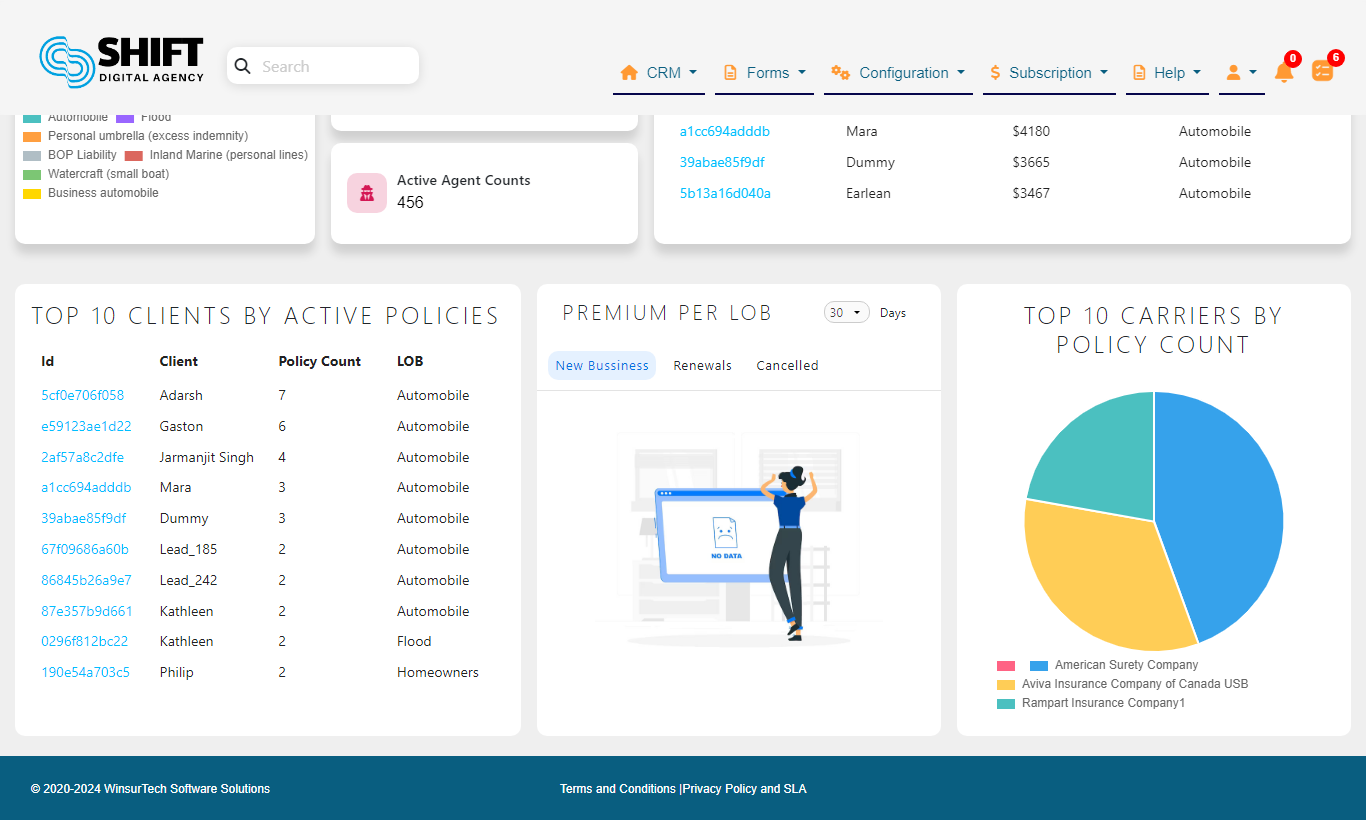 SHIFT
DIGITAL AGENCY
Search
CRM
Forms
Configuration
Subscription
Help
0
6
Automobile Flood
Personal umbrella (excess indemnity)
BOP Liability Inland Marine (personal lines)
Watercraft (small boat)
Business automobile
Active Agent Counts
456
a1cc694adddb Mara $4180 Automobile
39abae85f9df Dummy $3665 Automobile
5b13a16d040a Earlean $3467 Automobile
TOP 10 CLIENTS BY ACTIVE POLICIES
Id Client Policy Count LOB
5cf0e706f058 Adarsh 7 Automobile
e59123ae1d22 Gaston 6 Automobile
2af57a8c2dfe Jarmanjit Singh 4 Automobile
a1cc694adddb Mara 3 Automobile
39abae85f9df Dummy 3 Automobile
67f09686a60b Lead_185 2 Automobile
86845b26a9e7 Lead_242 2 Automobile
87e357b9d661 Kathleen 2 Automobile
0296f812bc22 Kathleen 2 Flood
190e54a703c5 Philip 2 Homeowners
PREMIUM PER LOB
30 Days
New Bussiness Renewals Cancelled
NO DATA
TOP 10 CARRIERS BY
POLICY COUNT
American Surety Company
Aviva Insurance Company of Canada USB
Rampart Insurance Company1
© 2020-2024 WinsurTech Software Solutions
Terms and Conditions |Privacy Policy and SLA